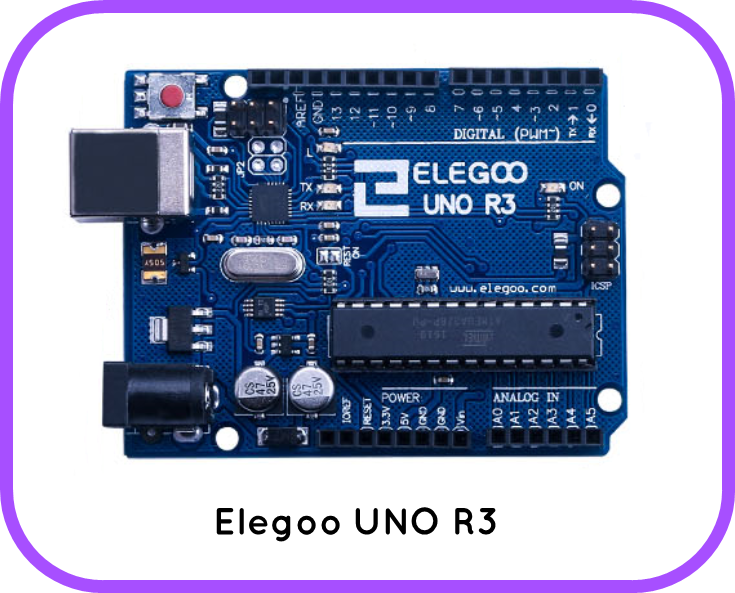 AREF
GND
13
12
~11
~10
~9
8
7
~6
~5
4
~3
2
TX→1
RX←0
DIGITAL (PWM~)
L
JP2
TX
RX
ELEGOO
UNO R3
ON
ICSP
www.elegoo.com
CS
47
25V
CS
47
25V
IOREF
RESET
3.3V
5V
GND
GND
Vin
POWER
ANALOG IN
A0
A1
A2
A3
A4
A5
Elegoo UNO R3